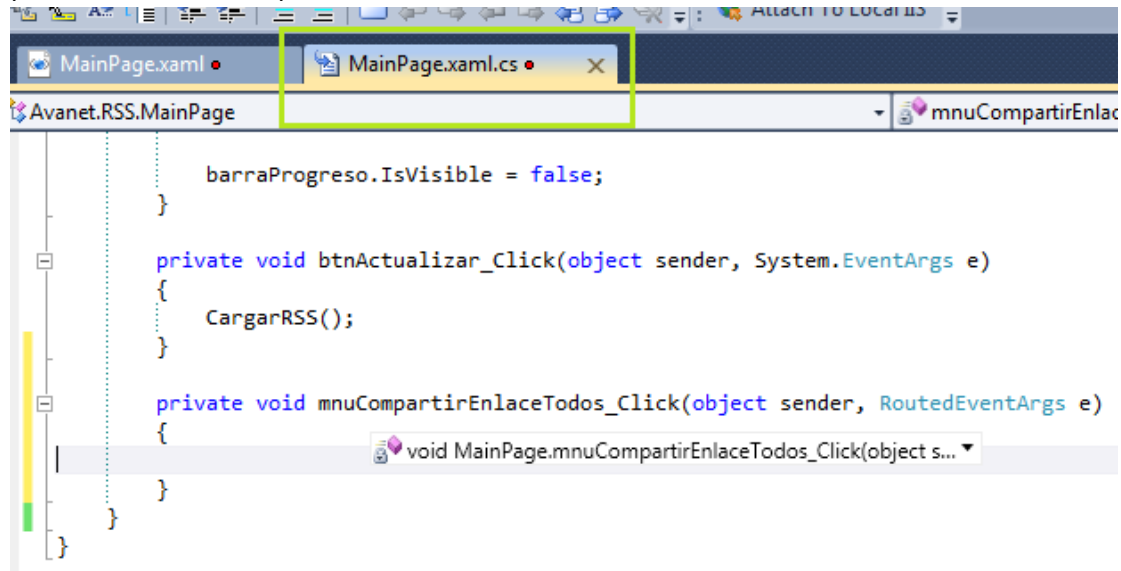 Attach To Local IIS
MainPage.xaml MainPage.xaml.cs
Avanet.RSS.MainPage mnuCompartirEnlac
barraProgreso.IsVisible = false;
}
private void btnActualizar_Click(object sender, System.EventArgs e)
{
CargarRSS();
}
private void mnuCompartirEnlaceTodos_Click(object sender, RoutedEventArgs e)
{
void MainPage.mnuCompartirEnlaceTodos_Click(object s...
}
}
}